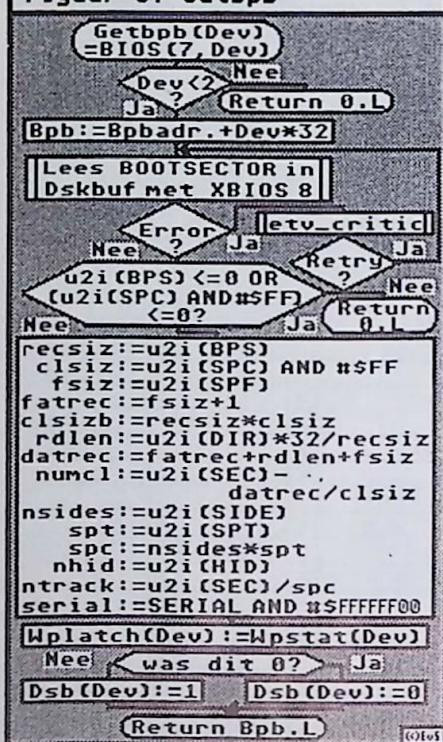 Getbpb(Dev)
=BIOS(7,Dev)
Dev<2
?
Nee
Ja
Return 0.L
Bpb:=Bpbadr.+Dev*32
Lees BOOTSECTOR in
Dskbuf met XBIOS 8
Error
?
Nee
Ja
etv_critic
Retry
?
Ja
Nee
u2i(BPS)<=0 OR
(u2i(SPC) AND#$FF)
<=0?
Nee
Ja
Return
0.L
recsiz:=u2i(BPS)
clsiz:=u2i(SPC) AND #$FF
fsiz:=u2i(SPF)
fatrec:=fsiz+1
clsizb:=recsiz*clsiz
rdlen:=u2i(DIR)*32/recsiz
datrec:=fatrec+rdlen+fsiz
numcl:=u2i(SEC)-
datrec/clsiz
nsides:=u2i(SIDE)
spt:=u2i(SPT)
spc:=nsides*spt
nhid:=u2i(HID)
ntrack:=u2i(SEC)/spc
serial:=SERIAL AND #$FFFFFF00
Wplatch(Dev):=Wpstat(Dev)
Nee
was dit 0?
Ja
Dsb(Dev):=1
Dsb(Dev):=0
Return Bpb.L
(c)EvS